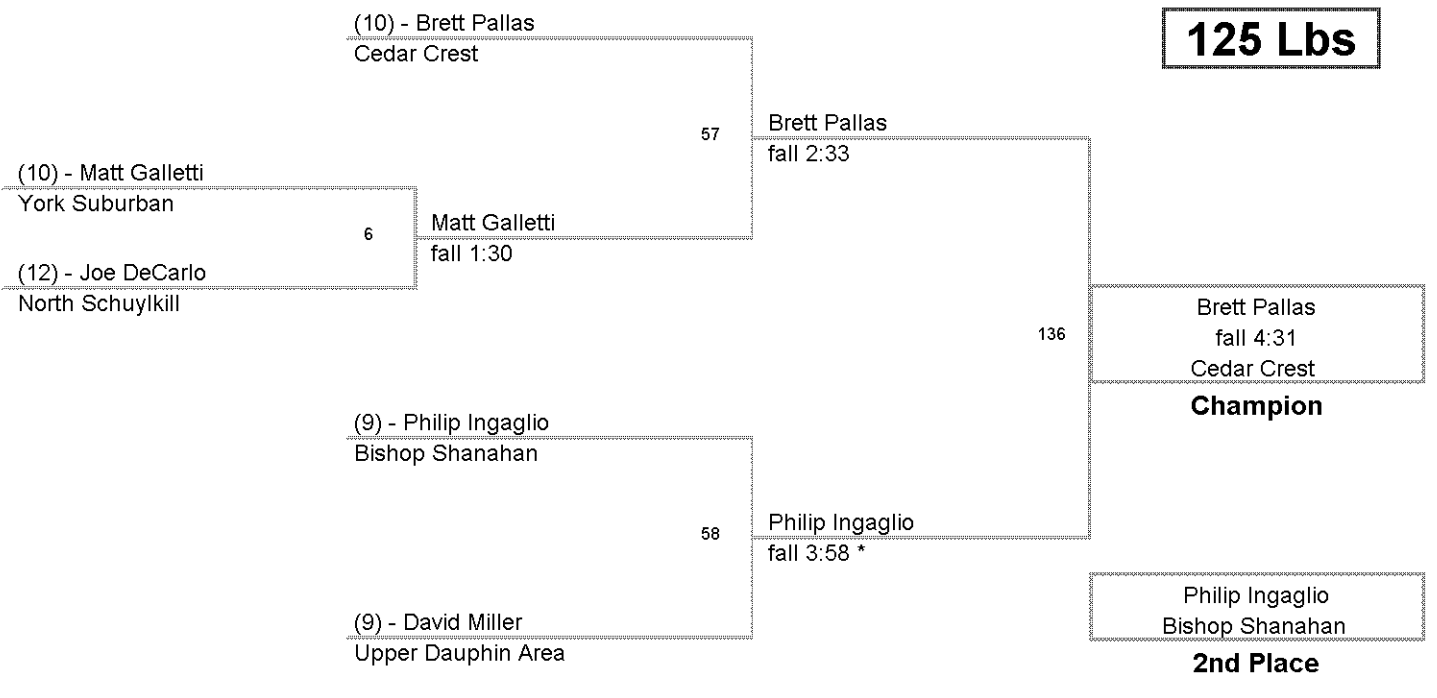 (10) - Brett Pallas
Cedar Crest
125 Lbs
57
Brett Pallas
fall 2:33
(10) - Matt Galletti
York Suburban
6
Matt Galletti
fall 1:30
(12) - Joe DeCarlo
North Schuylkill
136
Brett Pallas
fall 4:31
Cedar Crest
Champion
(9) - Philip Ingaglio
Bishop Shanahan
58
Philip Ingaglio
fall 3:58 *
(9) - David Miller
Upper Dauphin Area
Philip Ingaglio
Bishop Shanahan
2nd Place